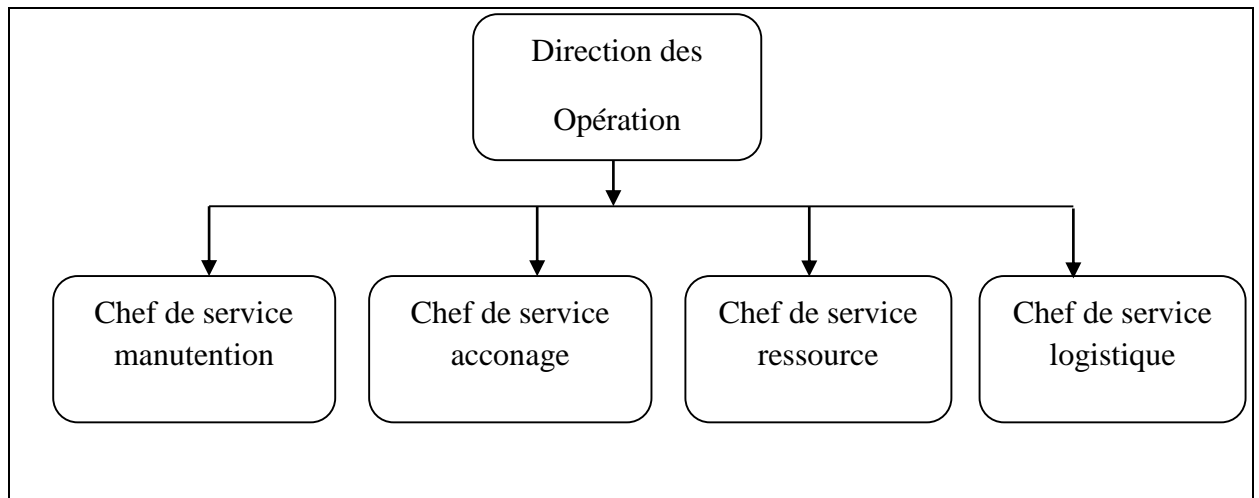 Direction des
Opération
Chef de service
manutention
Chef de service
acconage
Chef de service
ressource
Chef de service
logistique